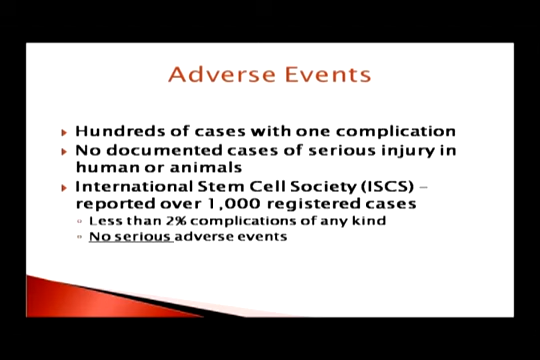 Adverse Events
Hundreds of cases with one complication
No documented cases of serious injury in
human or animals
International Stem Cell Society (ISCS) –
reported over 1,000 registered cases
Less than 2% complications of any kind
No serious adverse events